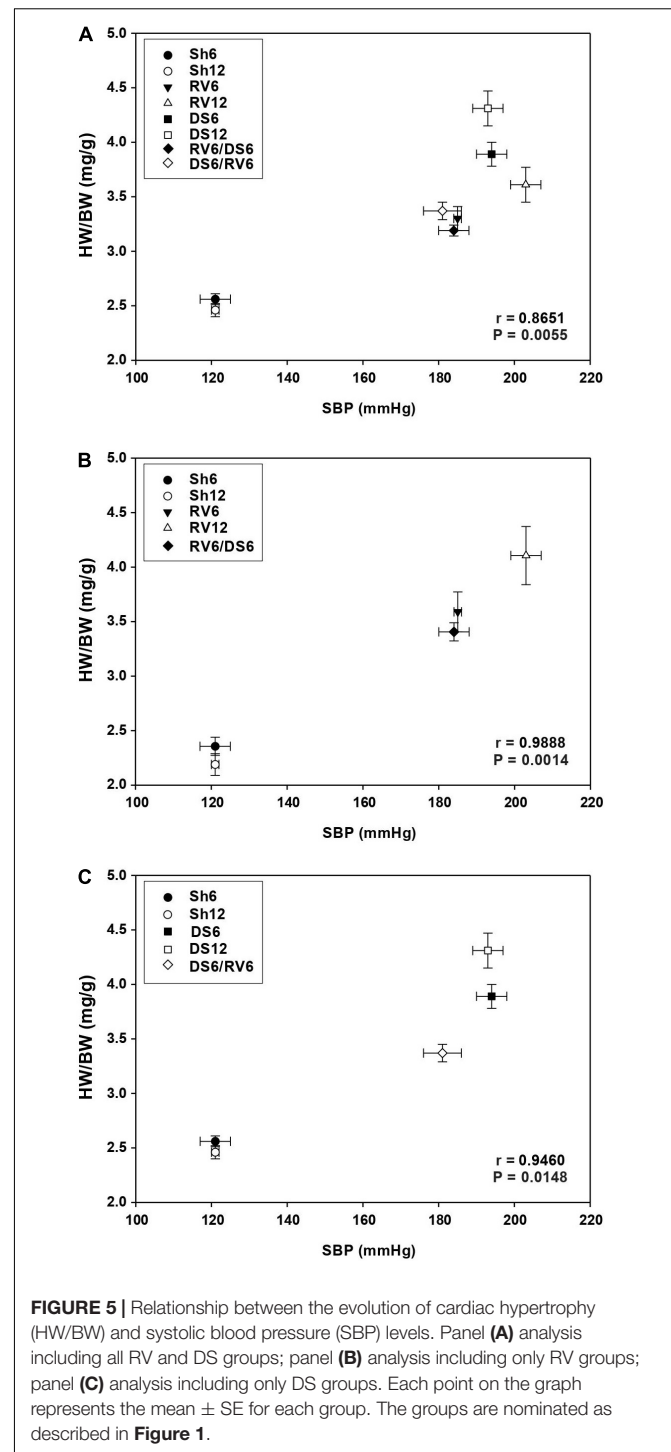 A
5.0
4.5
4.0
3.5
3.0
2.5
2.0
HW/BW (mg/g)
Sh6
Sh12
RV6
RV12
DS6
DS12
RV6/DS6
DS6/RV6
r = 0.8651
P = 0.0055
100 120 140 160 180 200 220
SBP (mmHg)
B
5.0
4.5
4.0
3.5
3.0
2.5
2.0
HW/BW (mg/g)
Sh6
Sh12
RV6
RV12
RV6/DS6
r = 0.9888
P = 0.0014
100 120 140 160 180 200 220
SBP (mmHg)
C
5.0
4.5
4.0
3.5
3.0
2.5
2.0
HW/BW (mg/g)
Sh6
Sh12
DS6
DS12
DS6/RV6
r = 0.9460
P = 0.0148
100 120 140 160 180 200 220
SBP (mmHg)
FIGURE 5 | Relationship between the evolution of cardiac hypertrophy
(HW/BW) and systolic blood pressure (SBP) levels. Panel (A) analysis
including all RV and DS groups; panel (B) analysis including only RV groups;
panel (C) analysis including only DS groups. Each point on the graph
represents the mean ± SE for each group. The groups are nominated as
described in Figure 1.